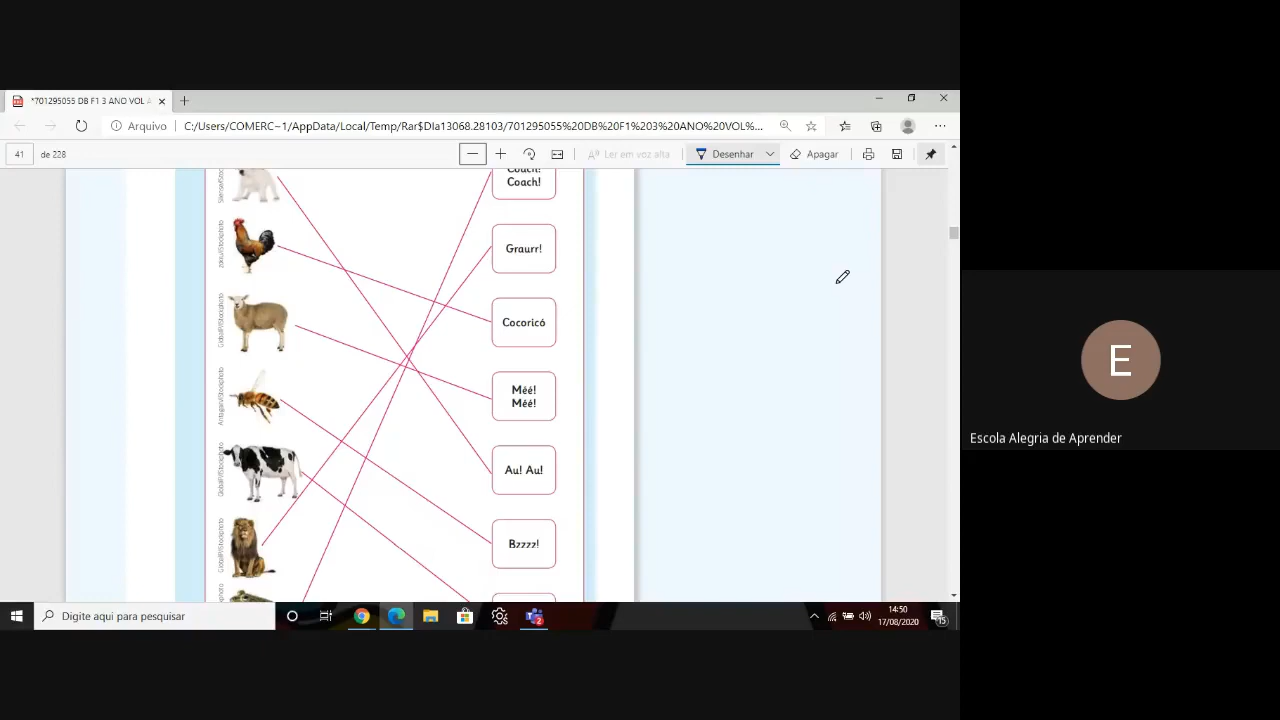 *701295055 DB F1 3 ANO VOL
Arquivo
C:/Users/COMERC~1/AppData/Local/Temp/Rar$DIa13068.28103/701295055%20DB%20F1%203%20ANO%20VOL%...
41
de 228
Ler em voz alta
Desenhar
Apagar
Coach!
Coach!
Graurr!
Cocoricó
Méé!
Méé!
Au! Au!
Bzzzz!
E
Escola Alegria de Aprender
Digite aqui para pesquisar
2
14:50
17/08/2020
15